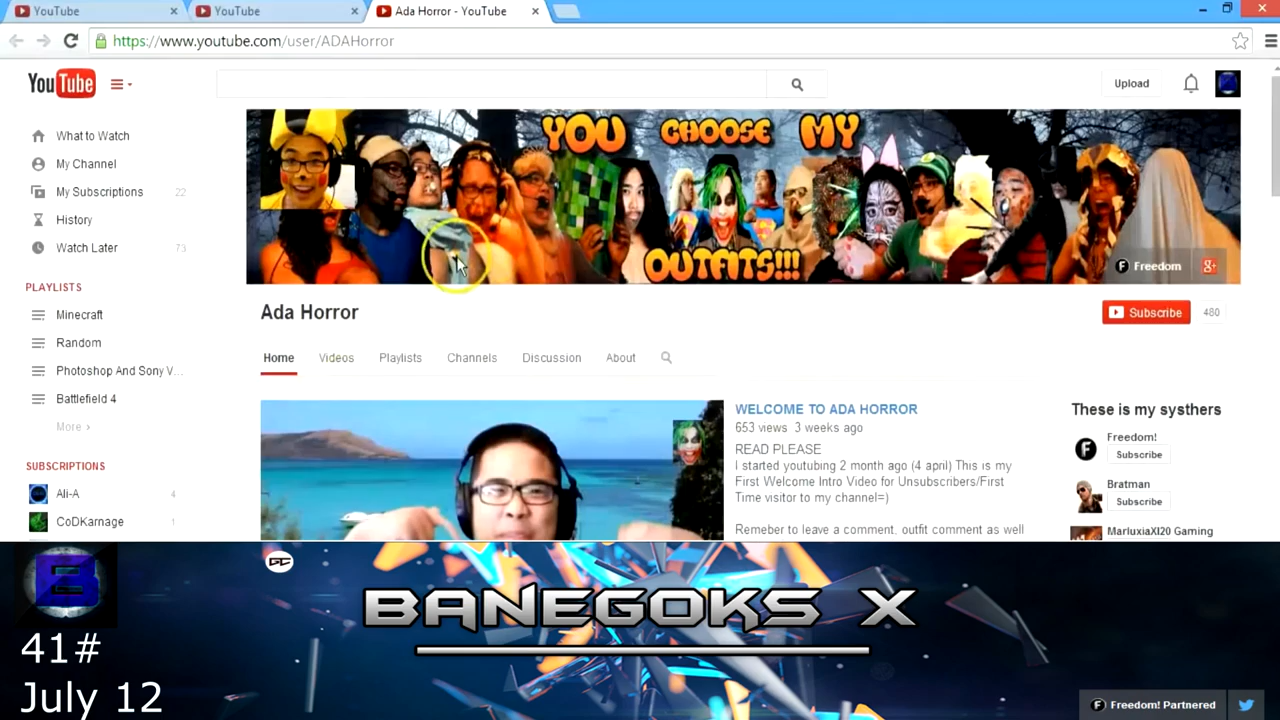 YouTube
YouTube
Ada Horror - YouTube
https://www.youtube.com/user/ADAHorror
YouTube
Upload
What to Watch
My Channel
My Subscriptions 22
History
Watch Later 73
PLAYLISTS
Minecraft
Random
Photoshop And Sony V...
Battlefield 4
More ›
SUBSCRIPTIONS
Ali-A 4
CoDKarnage 1
YOU CHOOSE MY
OUTFITS!!!
Freedom
g+
Ada Horror
Subscribe 480
Home Videos Playlists Channels Discussion About
WELCOME TO ADA HORROR
653 views 3 weeks ago
READ PLEASE
I started youtubing 2 month ago (4 april) This is my
First Welcome Intro Video for Unsubscribers/First
Time visitor to my channel=)
Remeber to leave a comment, outfit comment as well
These is my systhers
Freedom!
Subscribe
Bratman
Subscribe
MarluxiaXI20 Gaming
B
GC
BANEGOKS X
41#
July 12
Freedom! Partnered